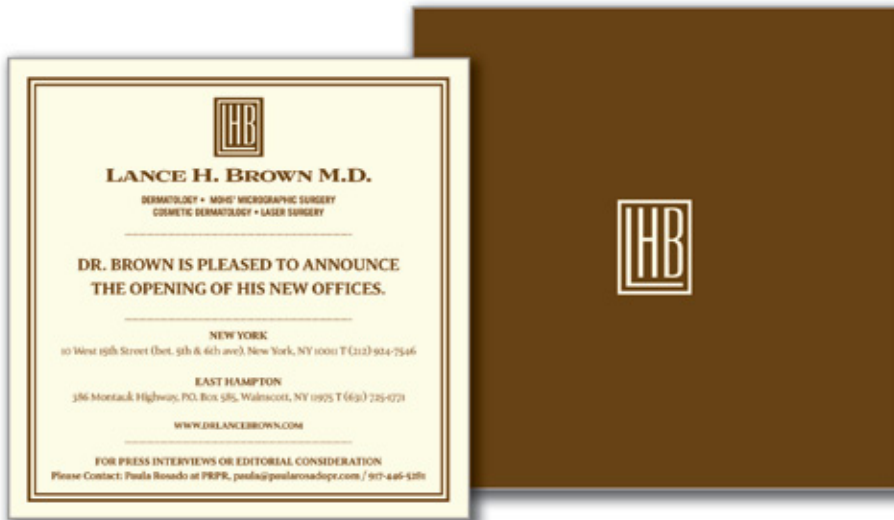 LHB
LANCE H. BROWN M.D.
DERMATOLOGY • MOHS' MICROGRAPHIC SURGERY
COSMETIC DERMATOLOGY • LASER SURGERY
DR. BROWN IS PLEASED TO ANNOUNCE
THE OPENING OF HIS NEW OFFICES.
NEW YORK
10 West 15th Street (bet. 5th & 6th ave), New York, NY 10011 T (212) 924-7546
EAST HAMPTON
386 Montauk Highway, P.O. Box 585, Wainscott, NY 11975 T (631) 725-1771
WWW.DRLANCEBROWN.COM
FOR PRESS INTERVIEWS OR EDITORIAL CONSIDERATION
Please Contact: Paula Rosado at PRPR, paula@paularosadopr.com / 917-446-5281
LHB